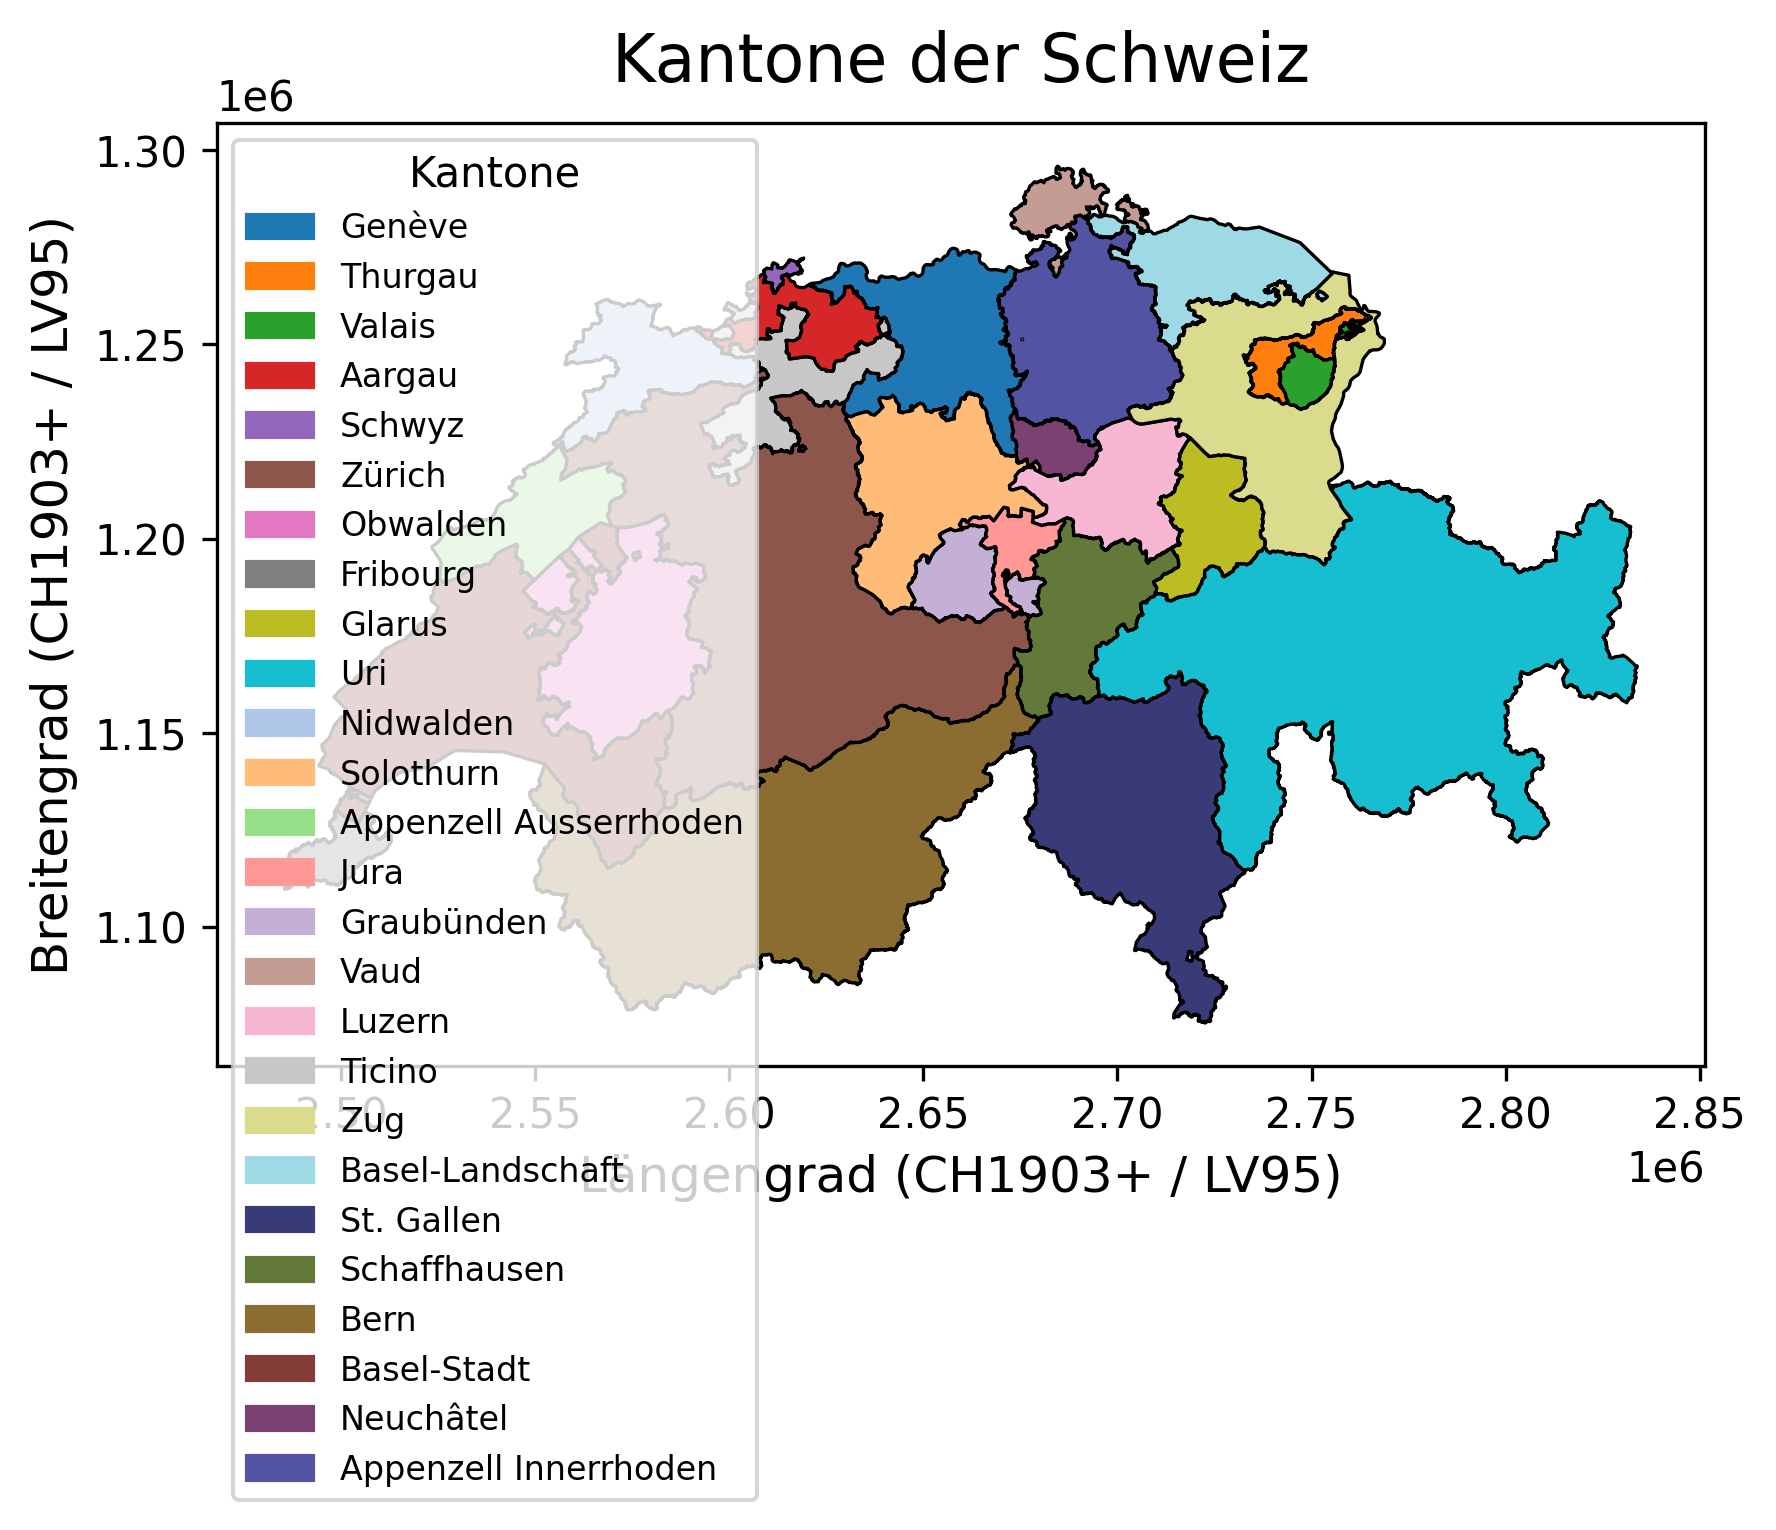 Kantone der Schweiz
1e6
1.30
1.25
1.20
1.15
1.10
Breitengrad (CH1903+ / LV95)
Kantone
Genève
Thurgau
Valais
Aargau
Schwyz
Zürich
Obwalden
Fribourg
Glarus
Uri
Nidwalden
Solothurn
Appenzell Ausserrhoden
Jura
Graubünden
Vaud
Luzern
Ticino
Zug
Basel-Landschaft
St. Gallen
Schaffhausen
Bern
Basel-Stadt
Neuchâtel
Appenzell Innerrhoden
2.50 2.55 2.60 2.65 2.70 2.75 2.80 2.85
1e6
Längengrad (CH1903+ / LV95)